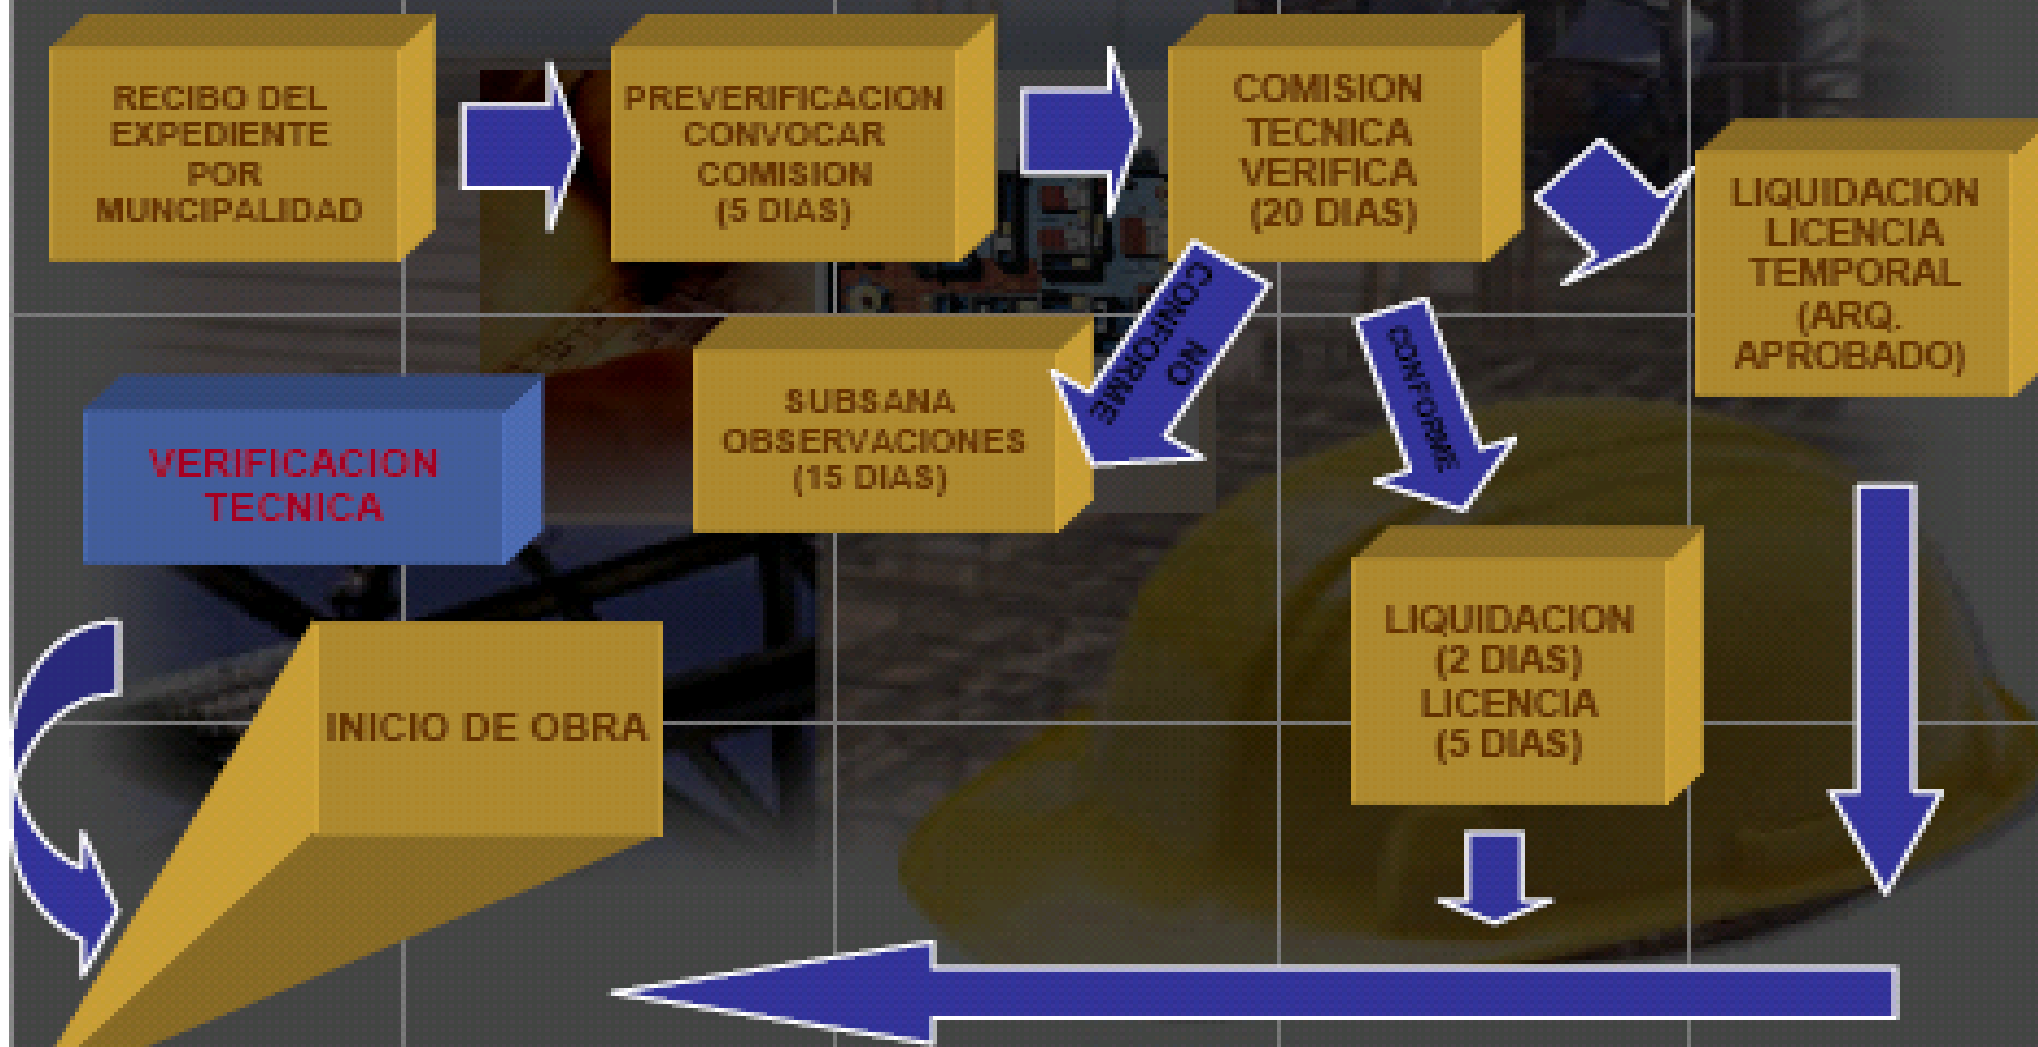 RECIBO DEL
EXPEDIENTE
POR
MUNCIPALIDAD
PREVERIFICACION
CONVOCAR
COMISION
(5 DIAS)
COMISION
TECNICA
VERIFICA
(20 DIAS)
LIQUIDACION
LICENCIA
TEMPORAL
(ARQ.
APROBADO)
NO
CONFORME
CONFORME
SUBSANA
OBSERVACIONES
(15 DIAS)
VERIFICACION
TECNICA
LIQUIDACION
(2 DIAS)
LICENCIA
(5 DIAS)
INICIO DE OBRA